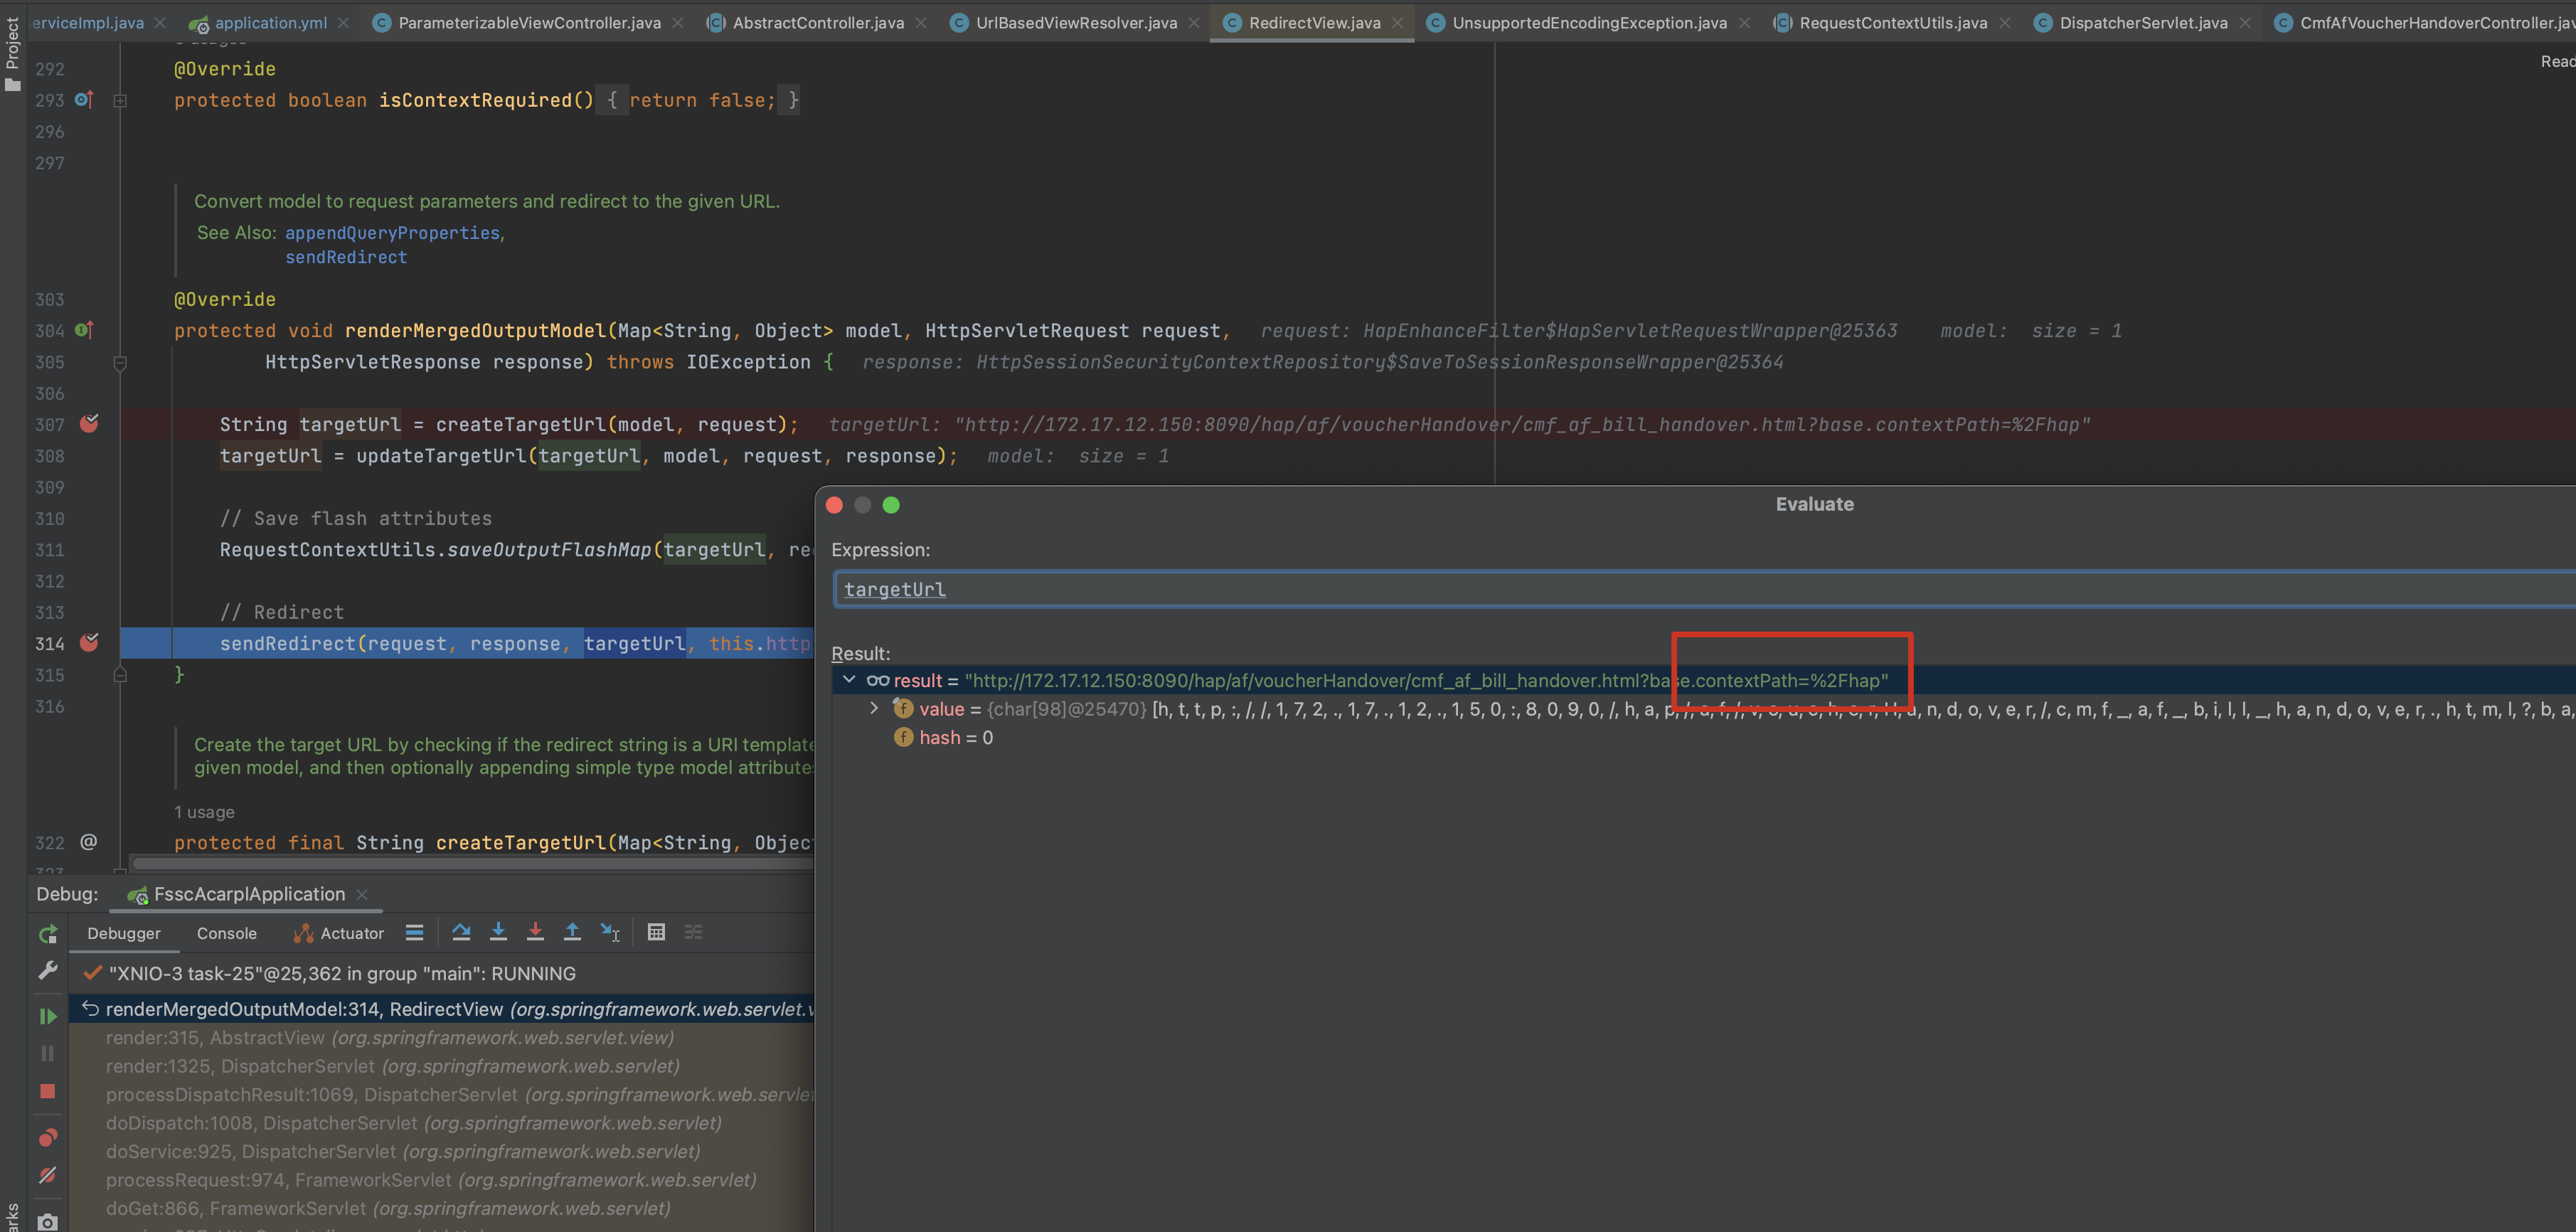 Project
erviceImpl.java
application.yml
ParameterizableViewController.java
AbstractController.java
UrlBasedViewResolver.java
RedirectView.java
UnsupportedEncodingException.java
RequestContextUtils.java
DispatcherServlet.java
CmfAfVoucherHandoverController.jav
Read
292 @Override
293 protected boolean isContextRequired() { return false; }
296
297
Convert model to request parameters and redirect to the given URL.
See Also: appendQueryProperties,
sendRedirect
303 @Override
304 protected void renderMergedOutputModel(Map<String, Object> model, HttpServletRequest request, request: HapEnhanceFilter$HapServletRequestWrapper@25363 model: size = 1
305 HttpServletResponse response) throws IOException { response: HttpSessionSecurityContextRepository$SaveToSessionResponseWrapper@25364
306
307 String targetUrl = createTargetUrl(model, request); targetUrl: "http://172.17.12.150:8090/hap/af/voucherHandover/cmf_af_bill_handover.html?base.contextPath=%2Fhap"
308 targetUrl = updateTargetUrl(targetUrl, model, request, response); model: size = 1
309
310 // Save flash attributes
311 RequestContextUtils.saveOutputFlashMap(targetUrl, re
312
313 // Redirect
314 sendRedirect(request, response, targetUrl, this.http
315 }
316
Create the target URL by checking if the redirect string is a URI template
given model, and then optionally appending simple type model attributes
1 usage
322 @ protected final String createTargetUrl(Map<String, Objec
Evaluate
Expression:
targetUrl
Result:
result = "http://172.17.12.150:8090/hap/af/voucherHandover/cmf_af_bill_handover.html?base.contextPath=%2Fhap"
value = {char[98]@25470} [h, t, t, p, :, /, /, 1, 7, 2, ., 1, 7, ., 1, 2, ., 1, 5, 0, :, 8, 0, 9, 0, /, h, a, p, /, a, f, /, v, o, u, c, h, e, r, H, a, n, d, o, v, e, r, /, c, m, f, _, a, f, _, b, i, l, l, _, h, a, n, d, o, v, e, r, ., h, t, m, l, ?, b, a,
hash = 0
Debug: FsscAcarplApplication
Debugger Console Actuator
"XNIO-3 task-25"@25,362 in group "main": RUNNING
renderMergedOutputModel:314, RedirectView (org.springframework.web.servlet.v
render:315, AbstractView (org.springframework.web.servlet.view)
render:1325, DispatcherServlet (org.springframework.web.servlet)
processDispatchResult:1069, DispatcherServlet (org.springframework.web.servlet
doDispatch:1008, DispatcherServlet (org.springframework.web.servlet)
doService:925, DispatcherServlet (org.springframework.web.servlet)
processRequest:974, FrameworkServlet (org.springframework.web.servlet)
doGet:866, FrameworkServlet (org.springframework.web.servlet)
arks